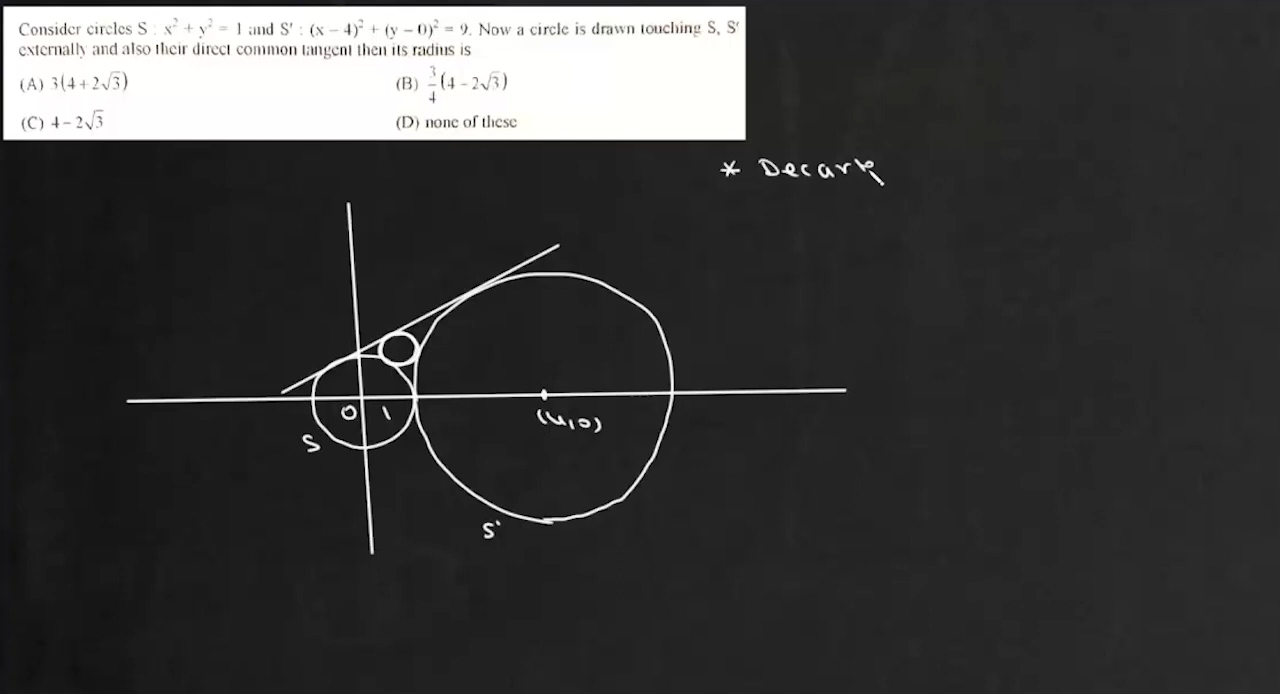 Consider circles S : x² + y² = 1 and S′ : (x − 4)² + (y − 0)² = 9. Now a circle is drawn touching S, S′
externally and also their direct common tangent then its radius is
(A) 3(4 + 2√3)
(B) 3/4(4 − 2√3)
(C) 4 − 2√3
(D) none of these
* Decart
O 1
(4,0)
S
S'